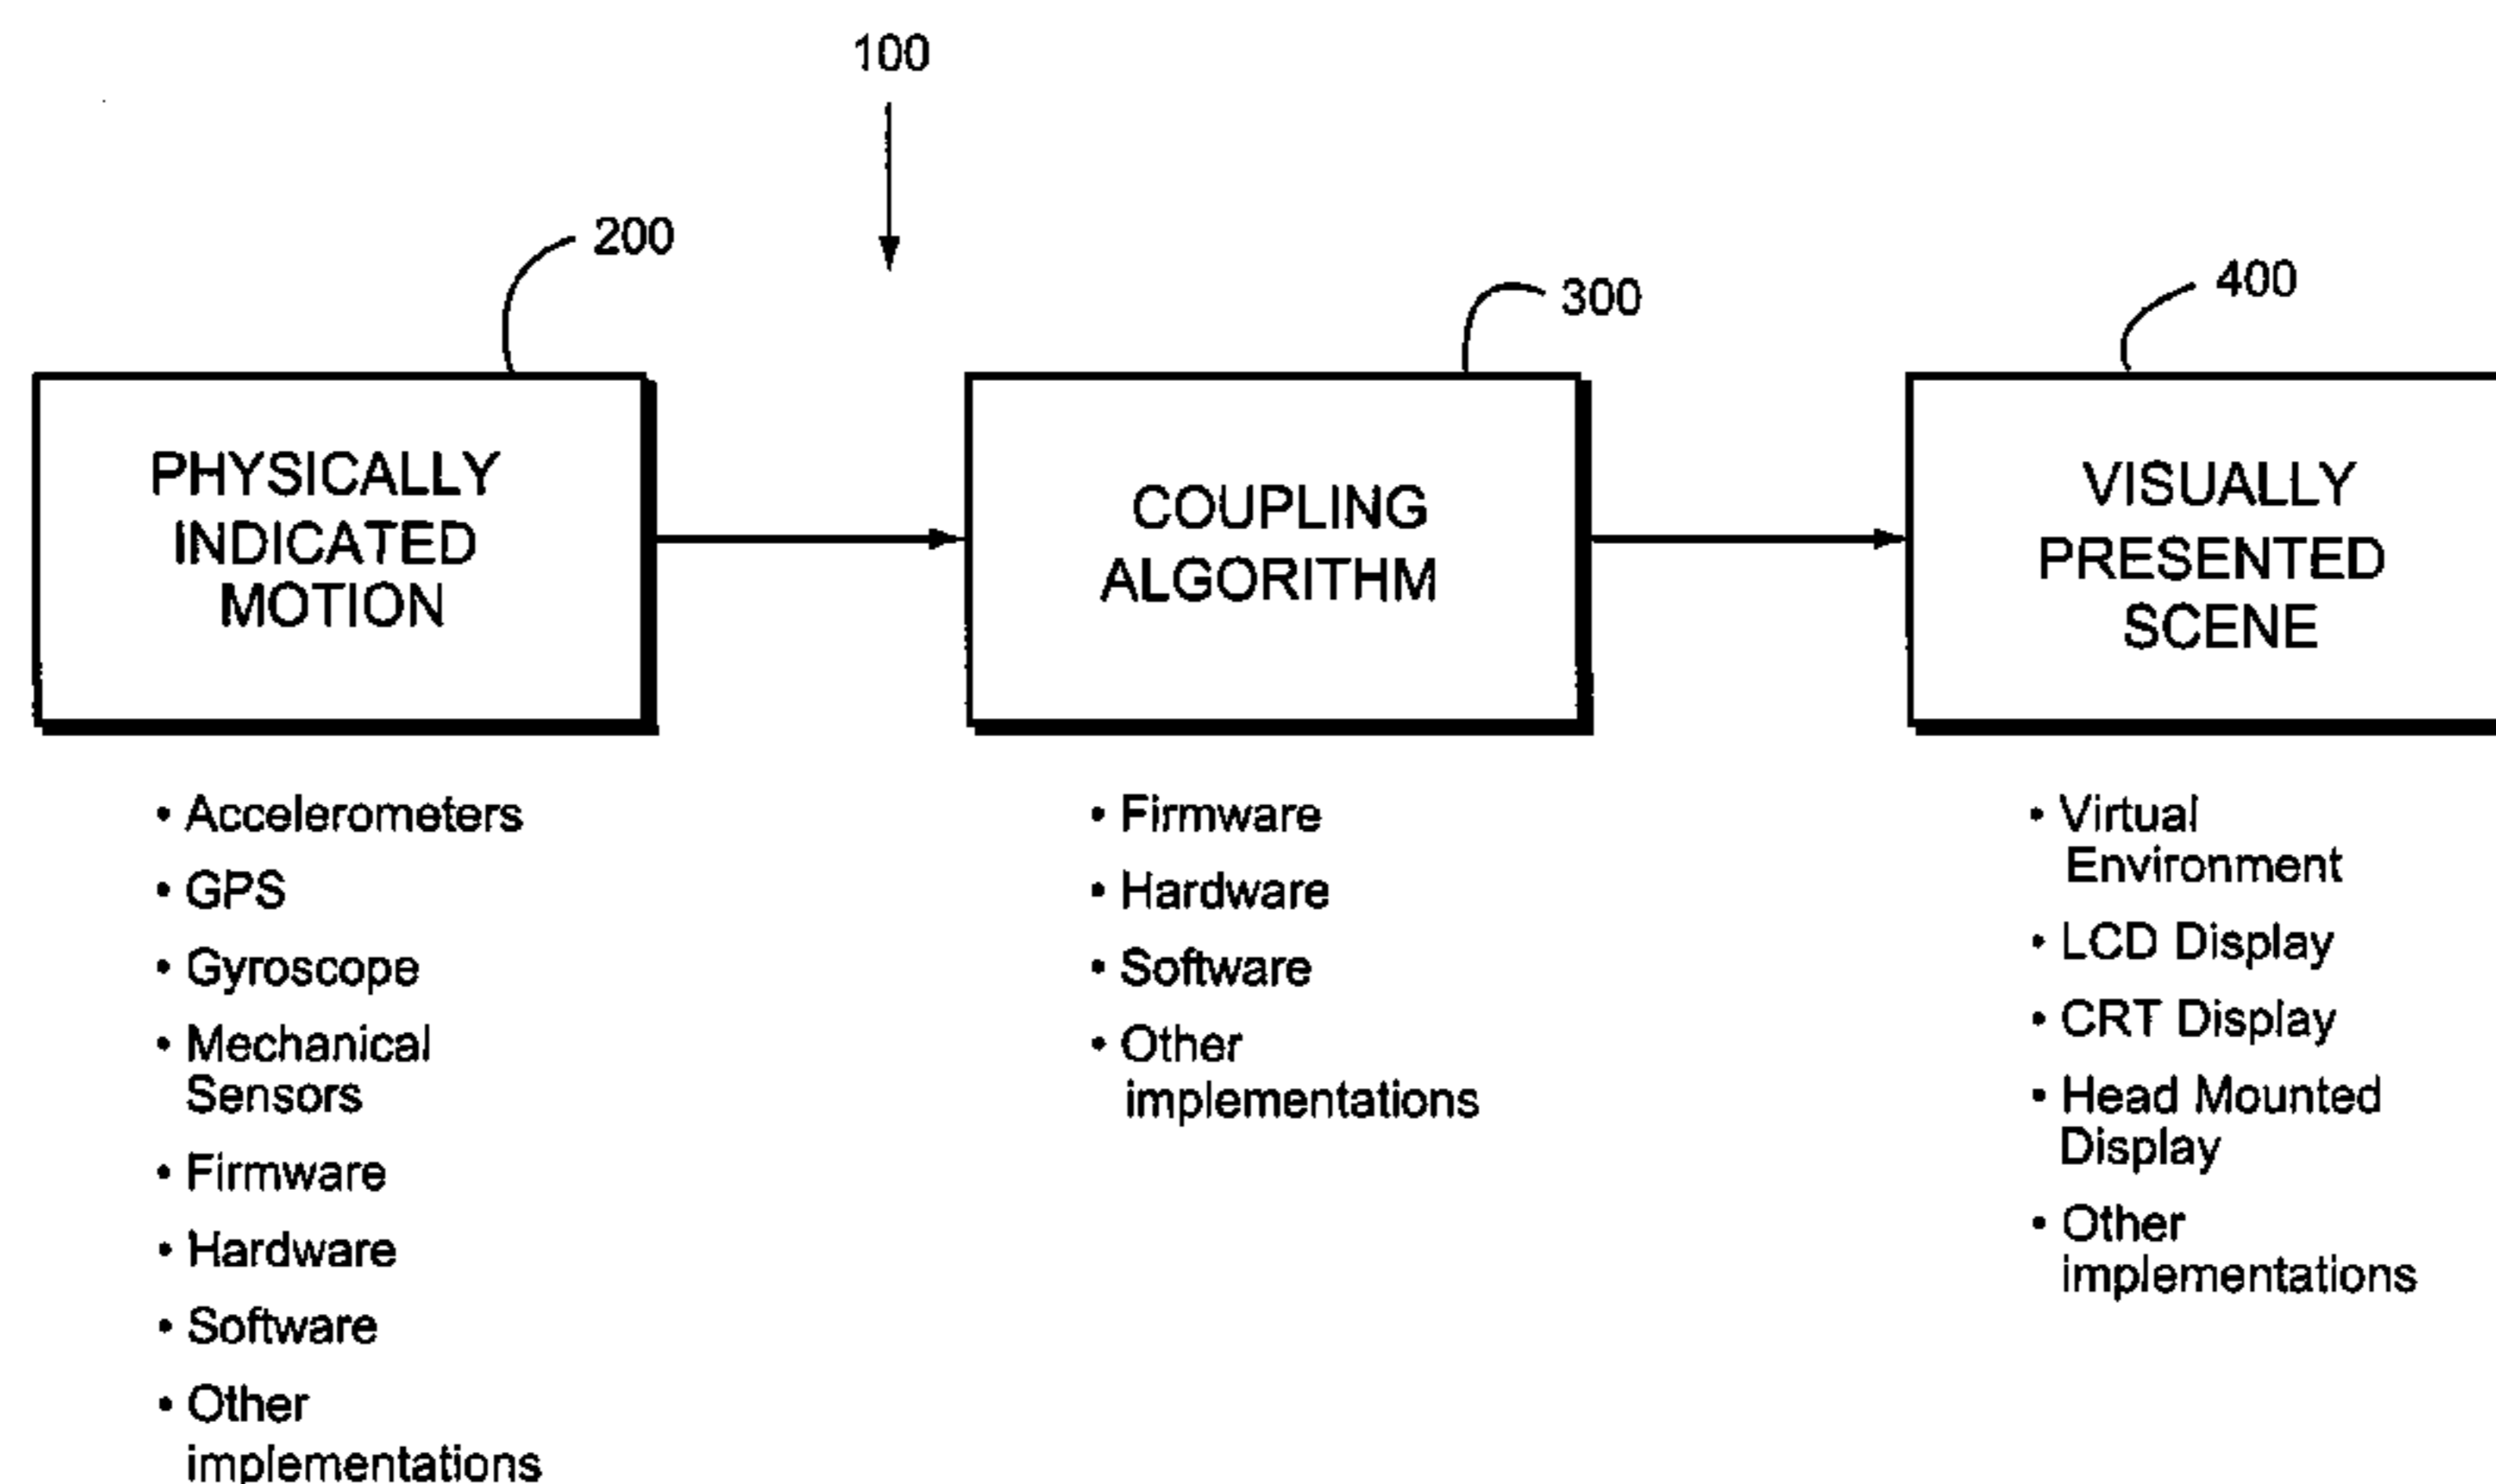 100
200
300
400
PHYSICALLY
INDICATED
MOTION
COUPLING
ALGORITHM
VISUALLY
PRESENTED
SCENE
• Accelerometers
• GPS
• Gyroscope
• Mechanical
Sensors
• Firmware
• Hardware
• Software
• Other
implementations
• Firmware
• Hardware
• Software
• Other
implementations
• Virtual
Environment
• LCD Display
• CRT Display
• Head Mounted
Display
• Other
implementations